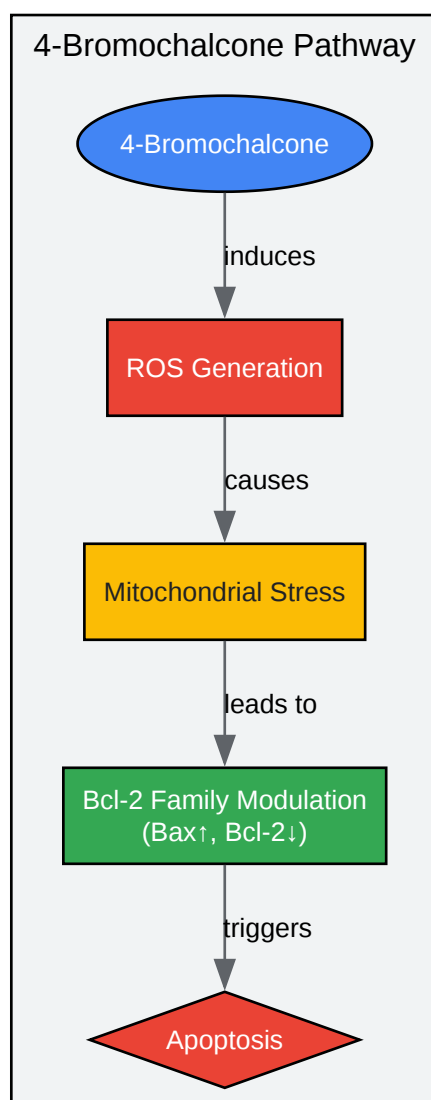 4-Bromochalcone Pathway
4-Bromochalcone
induces
ROS Generation
causes
Mitochondrial Stress
leads to
Bcl-2 Family Modulation
(Bax↑, Bcl-2↓)
triggers
Apoptosis